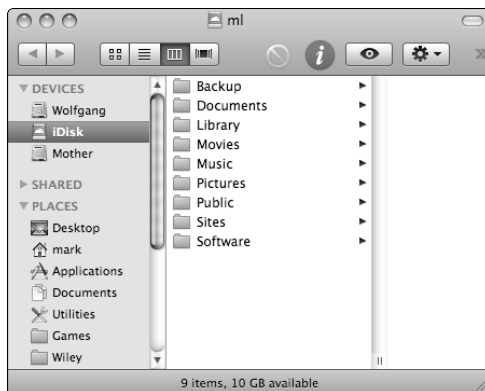 ml
DEVICES
Wolfgang
iDisk
Mother
SHARED
PLACES
Desktop
mark
Applications
Documents
Utilities
Games
Wiley
Backup
Documents
Library
Movies
Music
Pictures
Public
Sites
Software
9 items, 10 GB available